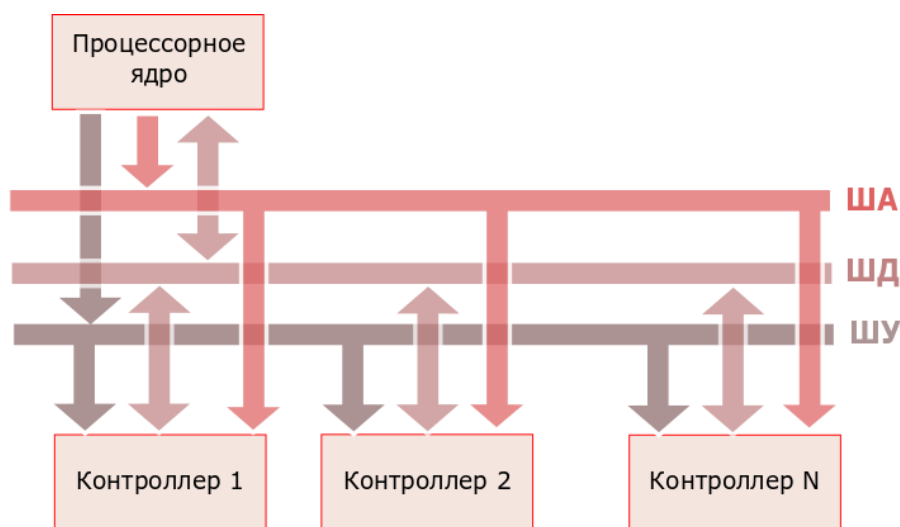 Процессорное
ядро
ША
ШД
ШУ
Контроллер 1
Контроллер 2
Контроллер N